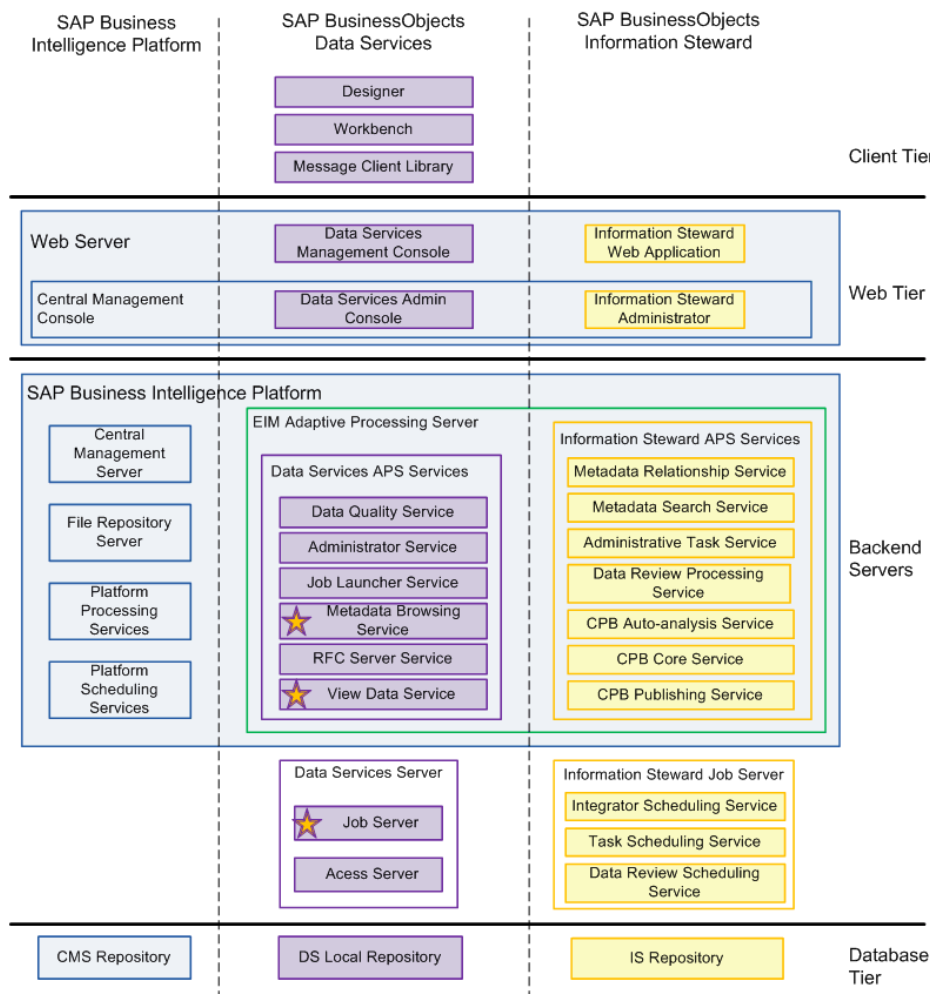 SAP Business
Intelligence Platform
SAP BusinessObjects
Data Services
SAP BusinessObjects
Information Steward
Designer
Workbench
Message Client Library
Client Tier
Web Server
Data Services
Management Console
Information Steward
Web Application
Central Management
Console
Data Services Admin
Console
Information Steward
Administrator
Web Tier
SAP Business Intelligence Platform
Central
Management
Server
File Repository
Server
Platform
Processing
Services
Platform
Scheduling
Services
EIM Adaptive Processing Server
Data Services APS Services
Data Quality Service
Administrator Service
Job Launcher Service
Metadata Browsing
Service
RFC Server Service
View Data Service
Information Steward APS Services
Metadata Relationship Service
Metadata Search Service
Administrative Task Service
Data Review Processing
Service
CPB Auto-analysis Service
CPB Core Service
CPB Publishing Service
Backend
Servers
Data Services Server
Job Server
Acess Server
Information Steward Job Server
Integrator Scheduling Service
Task Scheduling Service
Data Review Scheduling
Service
CMS Repository
DS Local Repository
IS Repository
Database
Tier